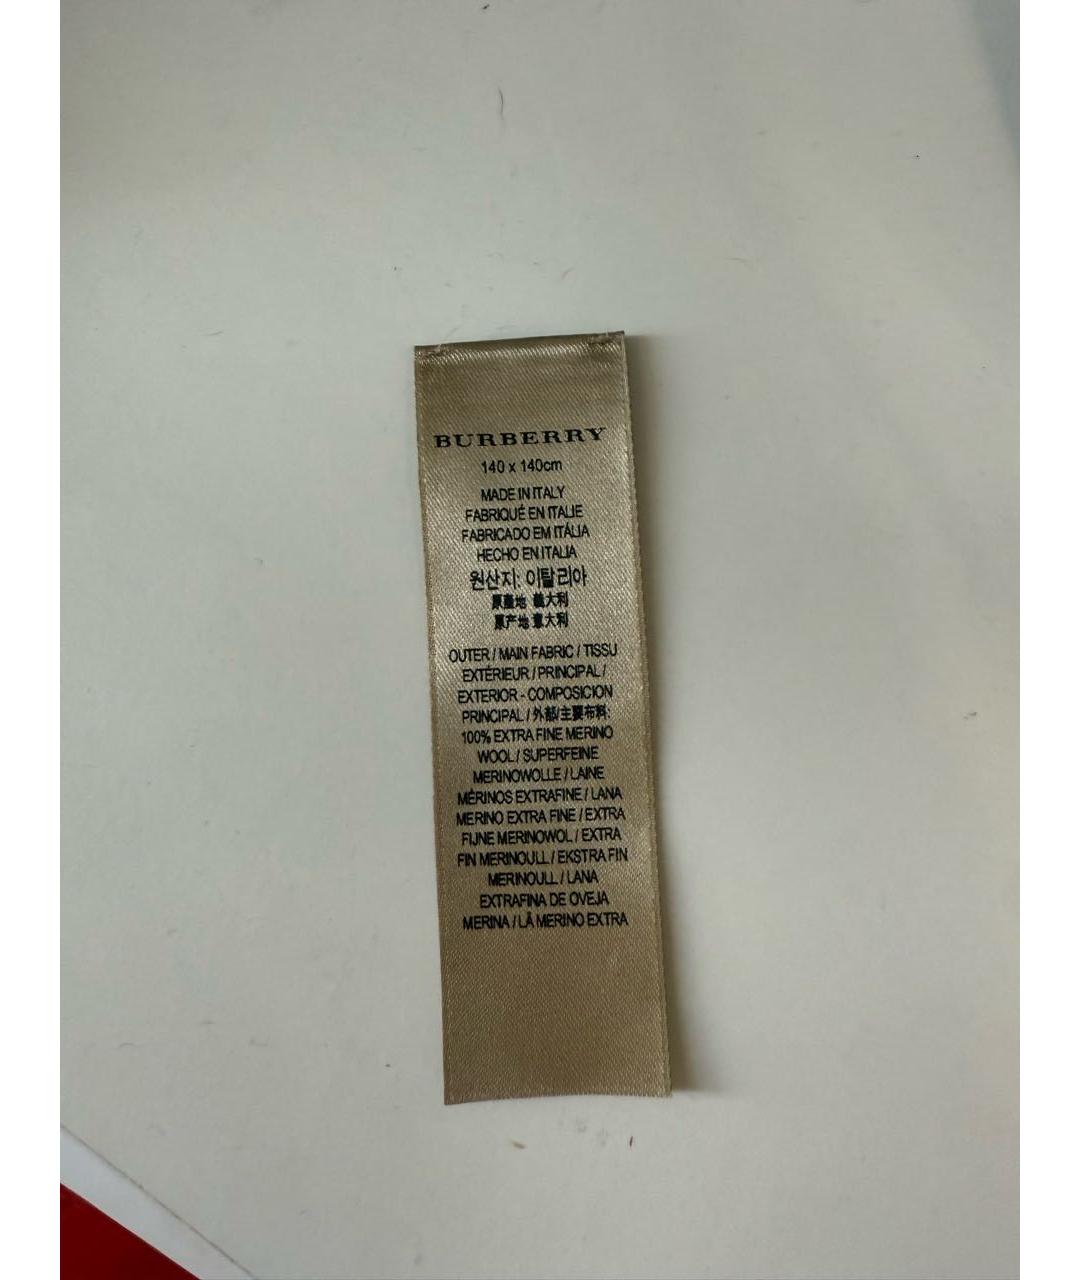 BURBERRY
140 x 140cm
MADE IN ITALY
FABRIQUÉ EN ITALIE
FABRICADO EM ITÁLIA
HECHO EN ITALIA
원산지: 이탈리아
原產地 義大利
原产地 意大利
OUTER / MAIN FABRIC / TISSU
EXTÉRIEUR / PRINCIPAL /
EXTERIOR - COMPOSICION
PRINCIPAL / 外部/主要布料:
100% EXTRA FINE MERINO
WOOL / SUPERFEINE
MERINOWOLLE / LAINE
MÉRINOS EXTRAFINE / LANA
MERINO EXTRA FINE / EXTRA
FIJNE MERINOWOL / EXTRA
FIN MERINOULL / EKSTRA FIN
MERINOULL / LANA
EXTRAFINA DE OVEJA
MERINA / LÃ MERINO EXTRA